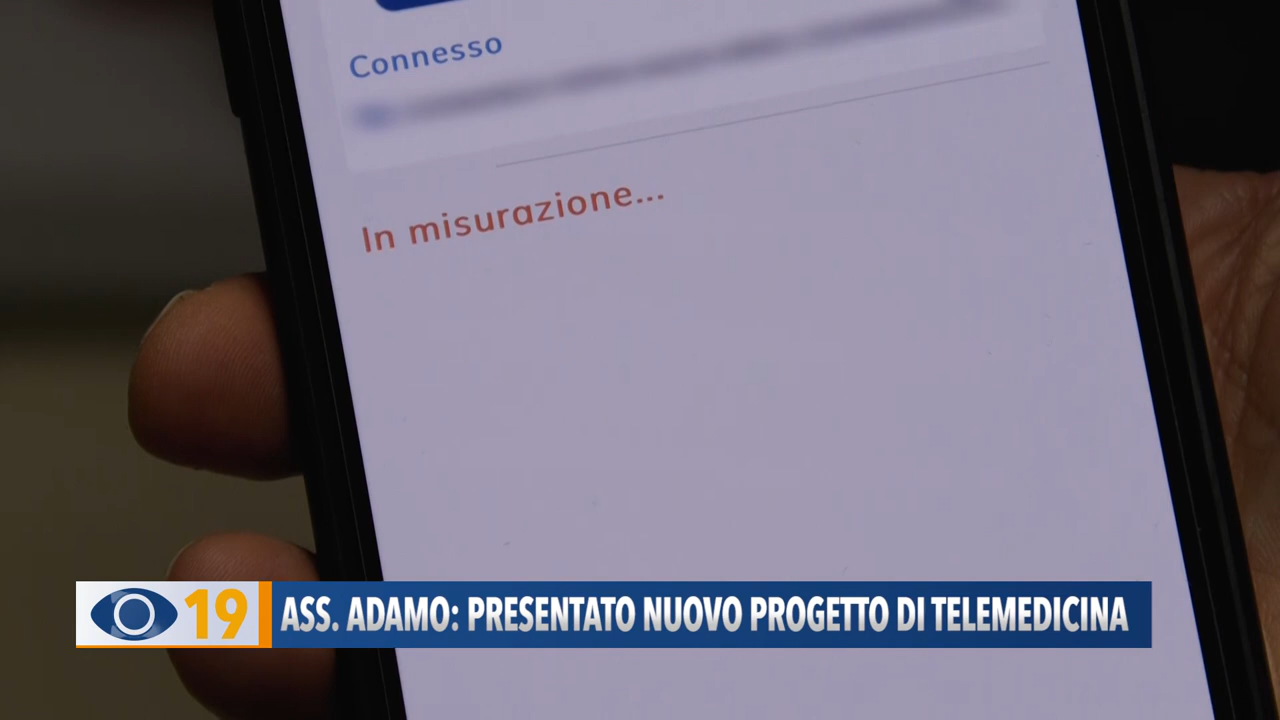 Connesso
In misurazione...
19 ASS. ADAMO: PRESENTATO NUOVO PROGETTO DI TELEMEDICINA